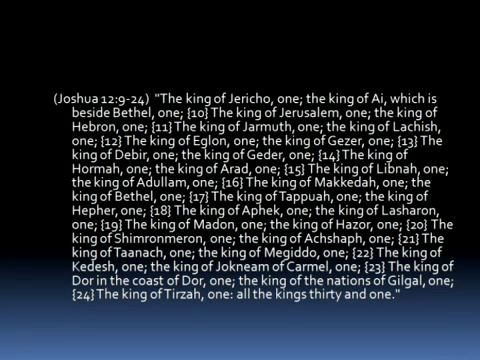 (Joshua 12:9-24) "The king of Jericho, one; the king of Ai, which is
beside Bethel, one; {10} The king of Jerusalem, one; the king of
Hebron, one; {11} The king of Jarmuth, one; the king of Lachish,
one; {12} The king of Eglon, one; the king of Gezer, one; {13} The
king of Debir, one; the king of Geder, one; {14} The king of
Hormah, one; the king of Arad, one; {15} The king of Libnah, one;
the king of Adullam, one; {16} The king of Makkedah, one; the
king of Bethel, one; {17} The king of Tappuah, one; the king of
Hepher, one; {18} The king of Aphek, one; the king of Lasharon,
one; {19} The king of Madon, one; the king of Hazor, one; {20} The
king of Shimronmeron, one; the king of Achshaph, one; {21} The
king of Taanach, one; the king of Megiddo, one; {22} The king of
Kedesh, one; the king of Jokneam of Carmel, one; {23} The king of
Dor in the coast of Dor, one; the king of the nations of Gilgal, one;
{24} The king of Tirzah, one: all the kings thirty and one."